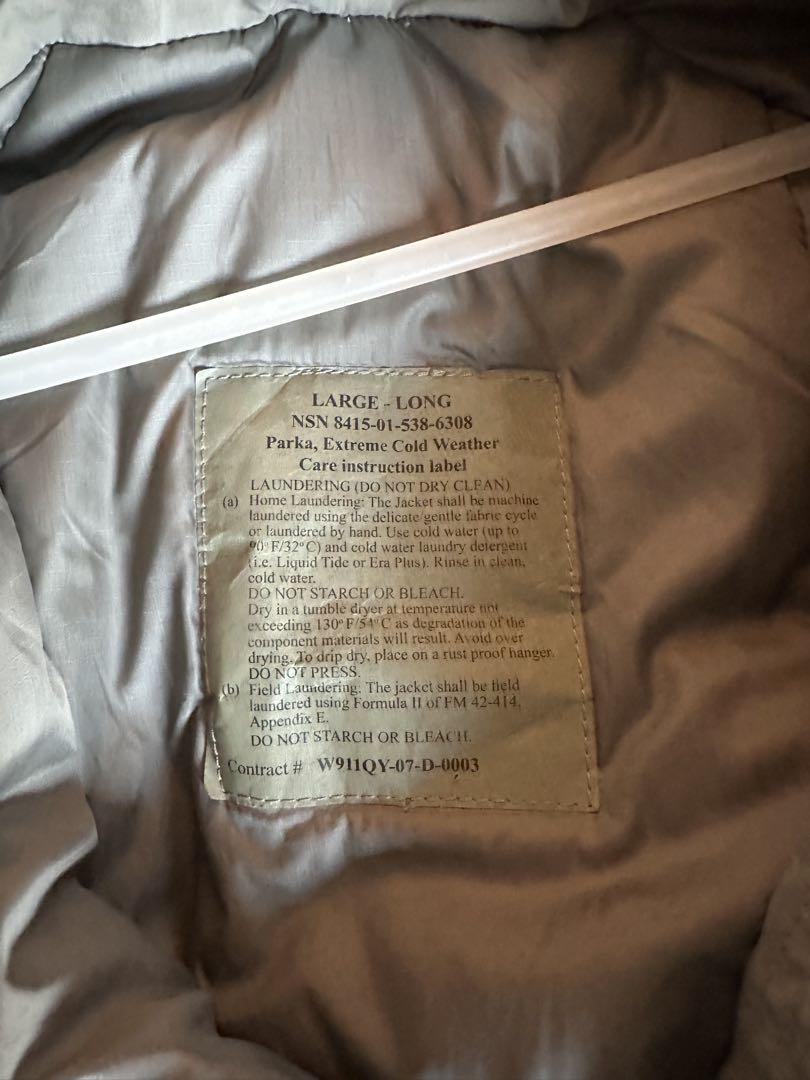 LARGE - LONG
NSN 8415-01-538-6308
Parka, Extreme Cold Weather
Care instruction label
LAUNDERING (DO NOT DRY CLEAN)
(a) Home Laundering: The Jacket shall be machine
laundered using the delicate/gentle fabric cycle
or laundered by hand. Use cold water (up to
90°F/32°C) and cold water laundry detergent
(i.e. Liquid Tide or Era Plus). Rinse in clean,
cold water.
DO NOT STARCH OR BLEACH.
Dry in a tumble dryer at temperature not
exceeding 130°F/54°C as degradation of the
component materials will result. Avoid over
drying. To drip dry, place on a rust proof hanger.
DO NOT PRESS.
(b) Field Laundering: The jacket shall be field
laundered using Formula II of FM 42-414,
Appendix E.
DO NOT STARCH OR BLEACH.
Contract # W911QY-07-D-0003